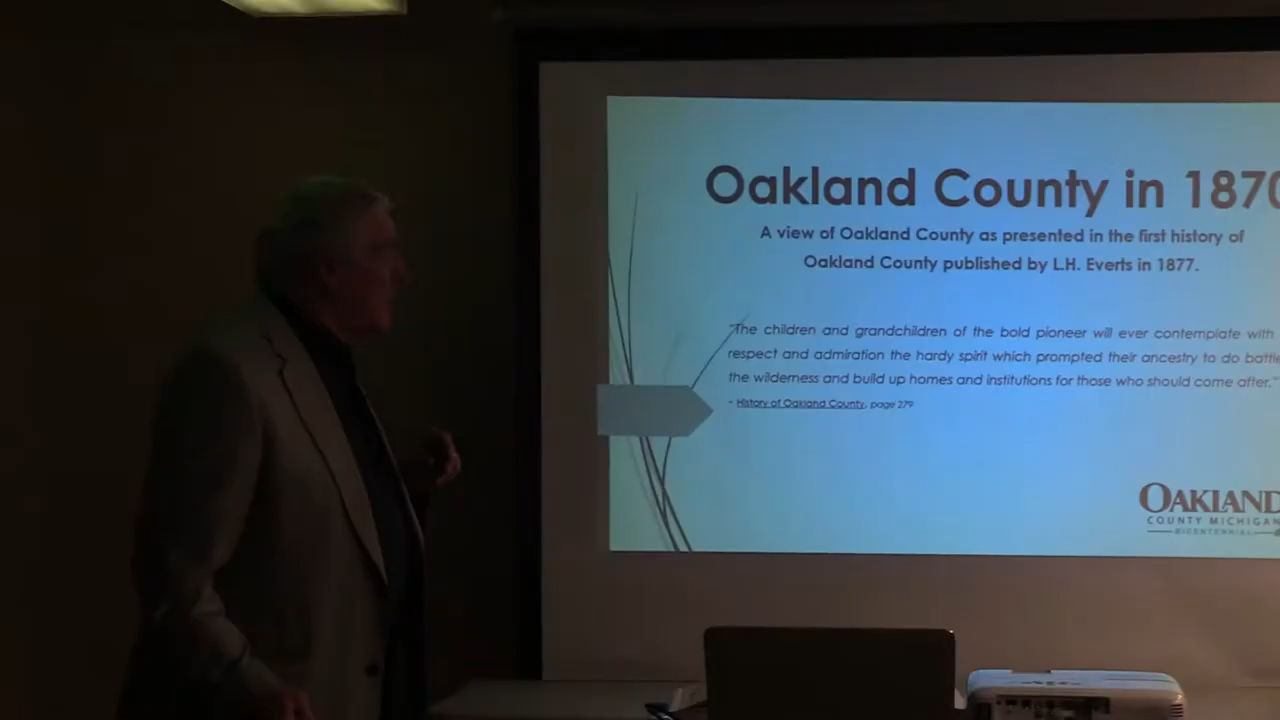 Oakland County in 1870
A view of Oakland County as presented in the first history of
Oakland County published by L.H. Everts in 1877.
"The children and grandchildren of the bold pioneer will ever contemplate with
respect and admiration the hardy spirit which prompted their ancestry to do battle
the wilderness and build up homes and institutions for those who should come after."
- History of Oakland County, page 279
OAKLAND
COUNTY MICHIGAN
BICENTENNIAL